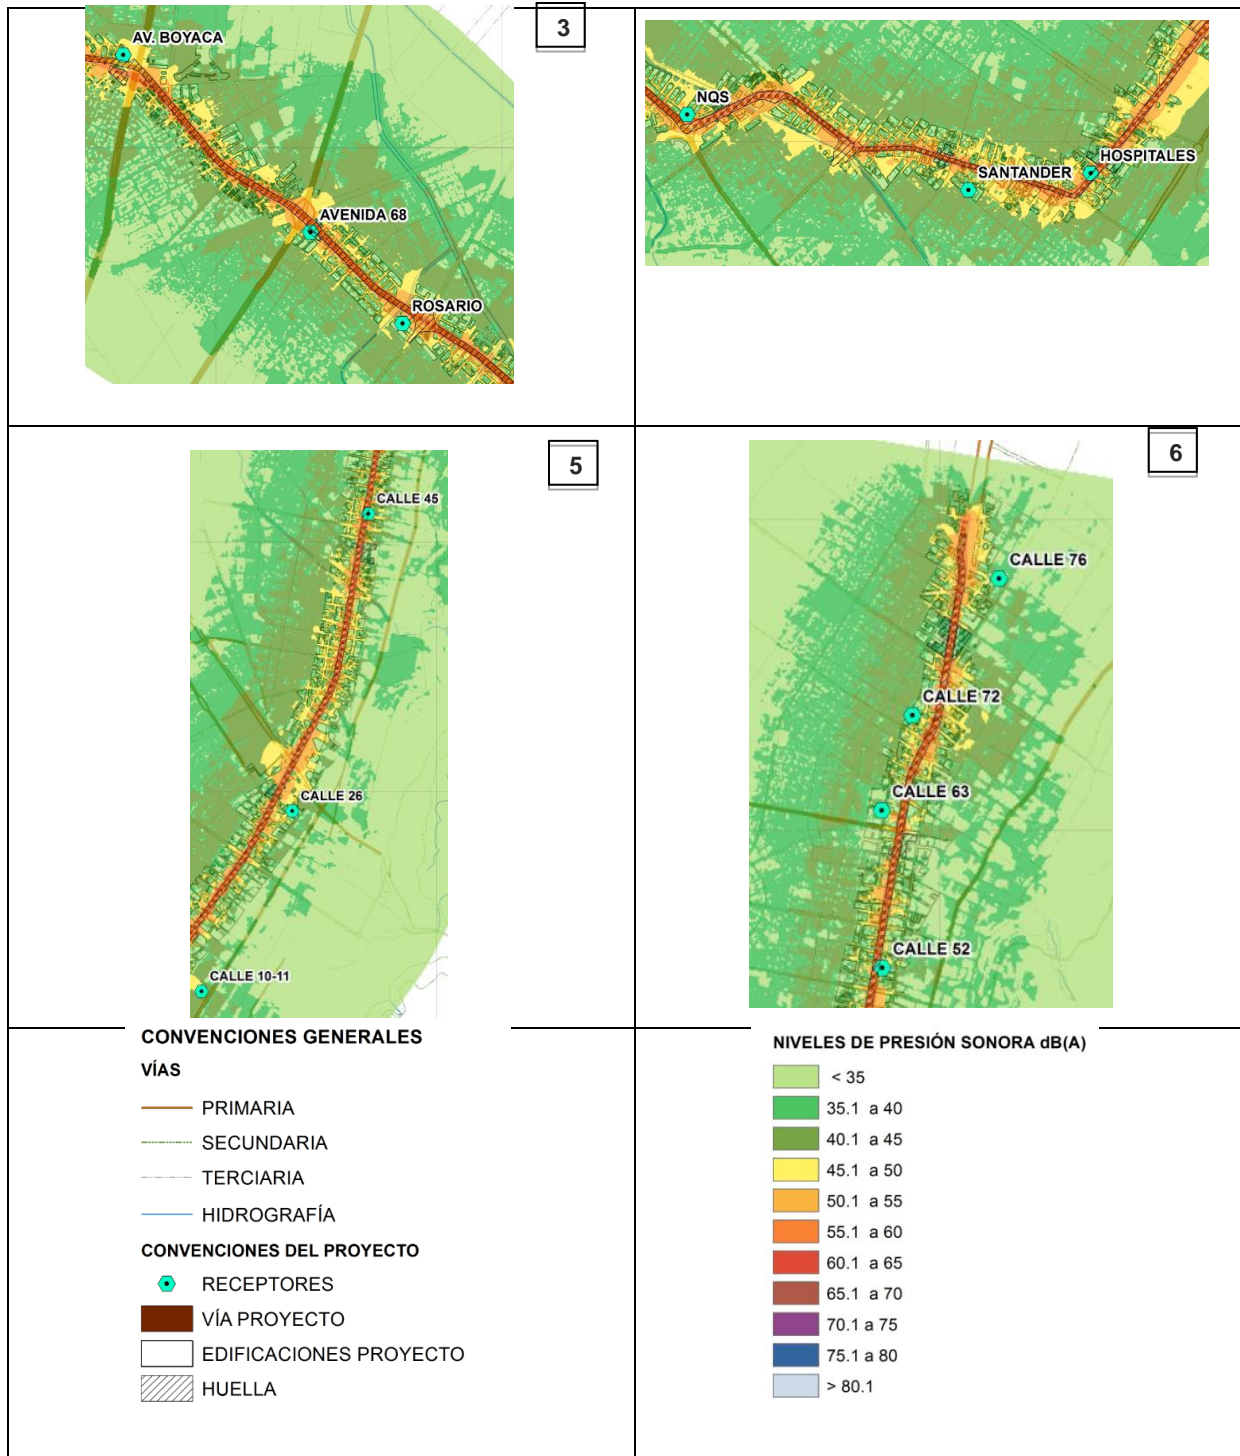 3
AV. BOYACA
AVENIDA 68
ROSARIO
NQS
SANTANDER
HOSPITALES
5
CALLE 45
CALLE 26
CALLE 10-11
6
CALLE 76
CALLE 72
CALLE 63
CALLE 52
CONVENCIONES GENERALES
VÍAS
PRIMARIA
SECUNDARIA
TERCIARIA
HIDROGRAFÍA
CONVENCIONES DEL PROYECTO
RECEPTORES
VÍA PROYECTO
EDIFICACIONES PROYECTO
HUELLA
NIVELES DE PRESIÓN SONORA dB(A)
< 35
35.1 a 40
40.1 a 45
45.1 a 50
50.1 a 55
55.1 a 60
60.1 a 65
65.1 a 70
70.1 a 75
75.1 a 80
> 80.1